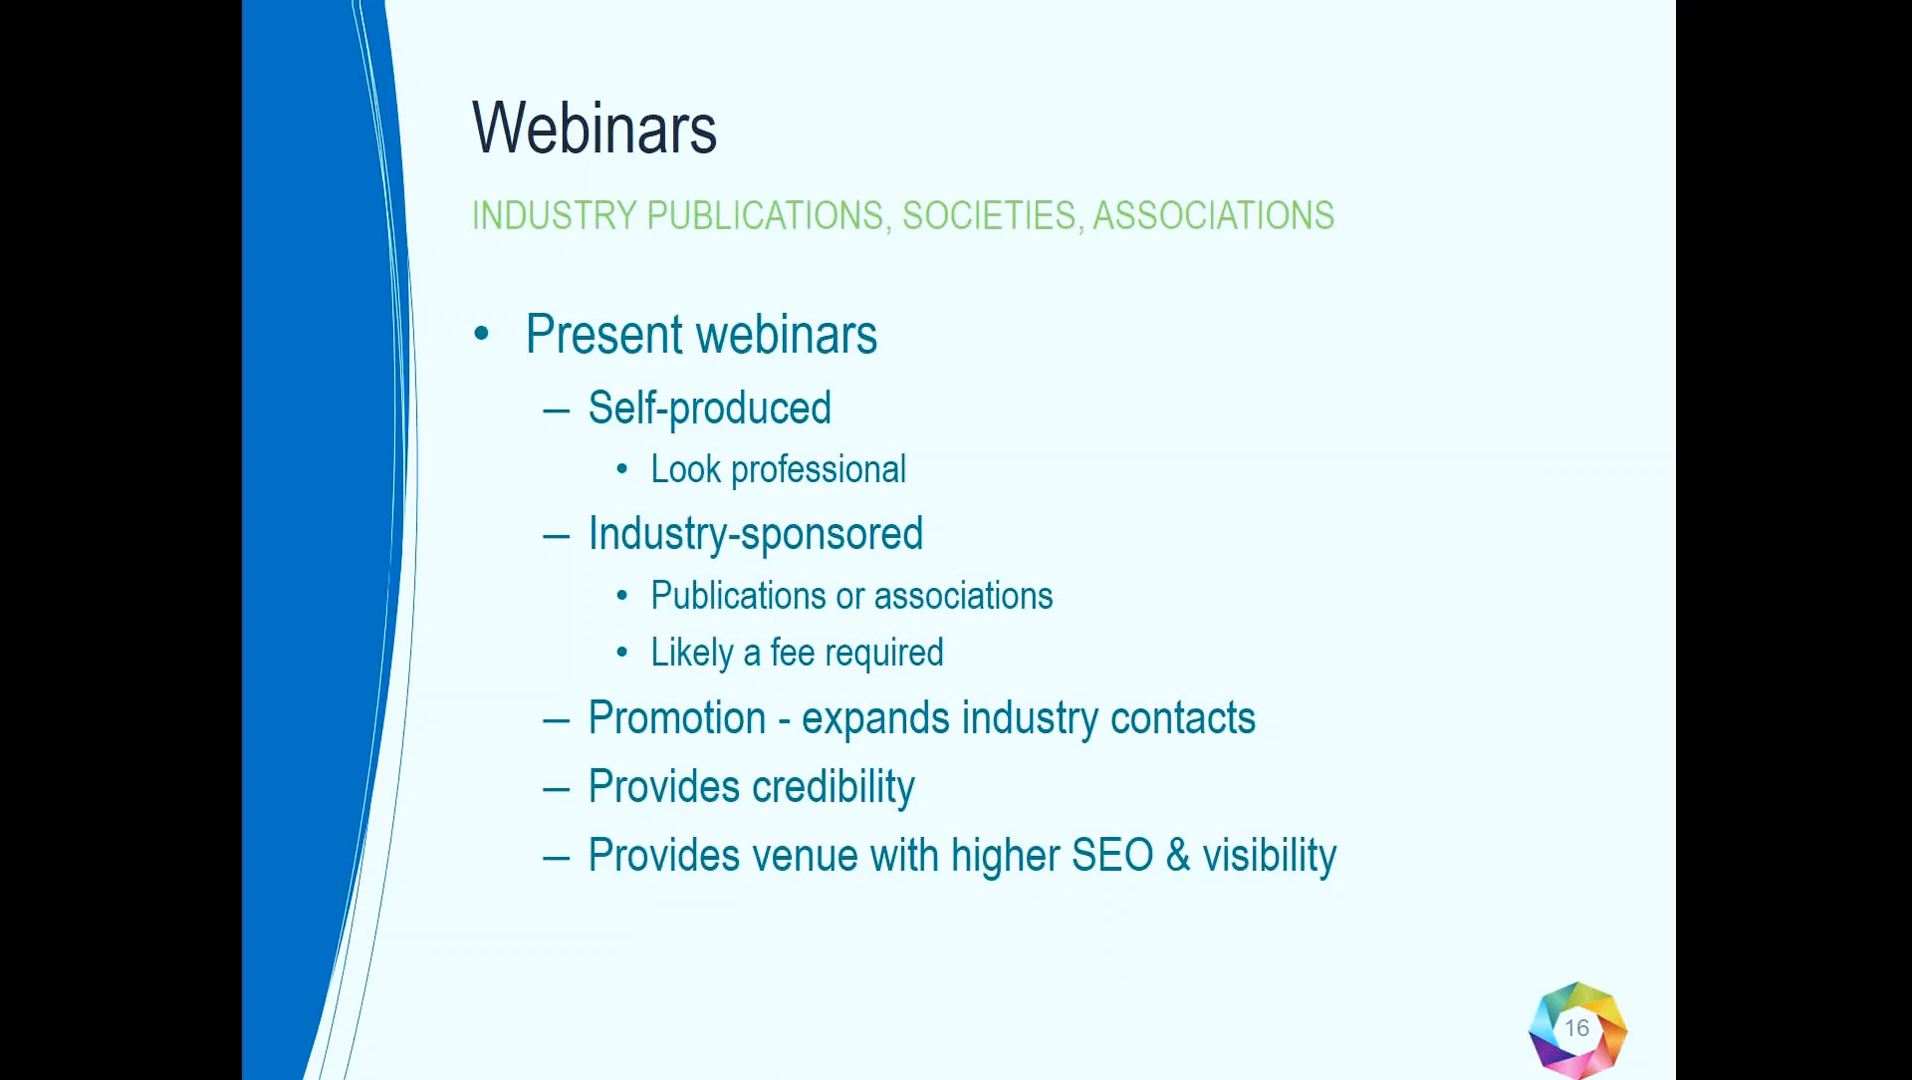 Webinars
INDUSTRY PUBLICATIONS, SOCIETIES, ASSOCIATIONS
• Present webinars
– Self-produced
• Look professional
– Industry-sponsored
• Publications or associations
• Likely a fee required
– Promotion - expands industry contacts
– Provides credibility
– Provides venue with higher SEO & visibility
16